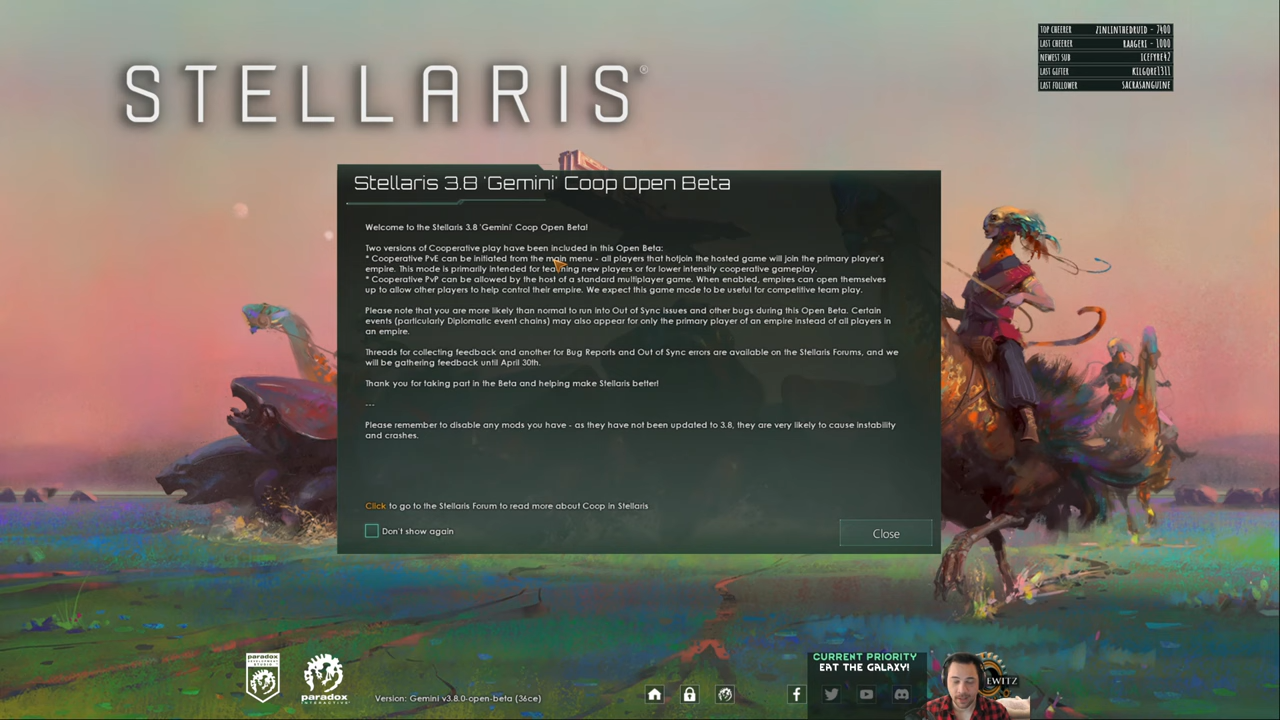 STELLARIS®
TOP CHEERER ZINLINTHEDRUID - 7400
LAST CHEERER RAAGERI - 1000
NEWEST SUB ICEFYRE42
LAST GIFTER KILGORE1311
LAST FOLLOWER SACRASANGUINE
Stellaris 3.8 'Gemini' Coop Open Beta
Welcome to the Stellaris 3.8 'Gemini' Coop Open Beta!
Two versions of Cooperative play have been included in this Open Beta:
* Cooperative PvE can be initiated from the main menu - all players that hotjoin the hosted game will join the primary player's
empire. This mode is primarily intended for teaching new players or for lower intensity cooperative gameplay.
* Cooperative PvP can be allowed by the host of a standard multiplayer game. When enabled, empires can open themselves
up to allow other players to help control their empire. We expect this game mode to be useful for competitive team play.
Please note that you are more likely than normal to run into Out of Sync issues and other bugs during this Open Beta. Certain
events (particularly Diplomatic event chains) may also appear for only the primary player of an empire instead of all players in
an empire.
Threads for collecting feedback and another for Bug Reports and Out of Sync errors are available on the Stellaris Forums, and we
will be gathering feedback until April 30th.
Thank you for taking part in the Beta and helping make Stellaris better!
---
Please remember to disable any mods you have - as they have not been updated to 3.8, they are very likely to cause instability
and crashes.
Click to go to the Stellaris Forum to read more about Coop in Stellaris
Don't show again
Close
paradox
paradox
INTERACTIVE
Version: Gemini v3.8.0-open-beta (36ce)
CURRENT PRIORITY
EAT THE GALAXY!
EWITZ